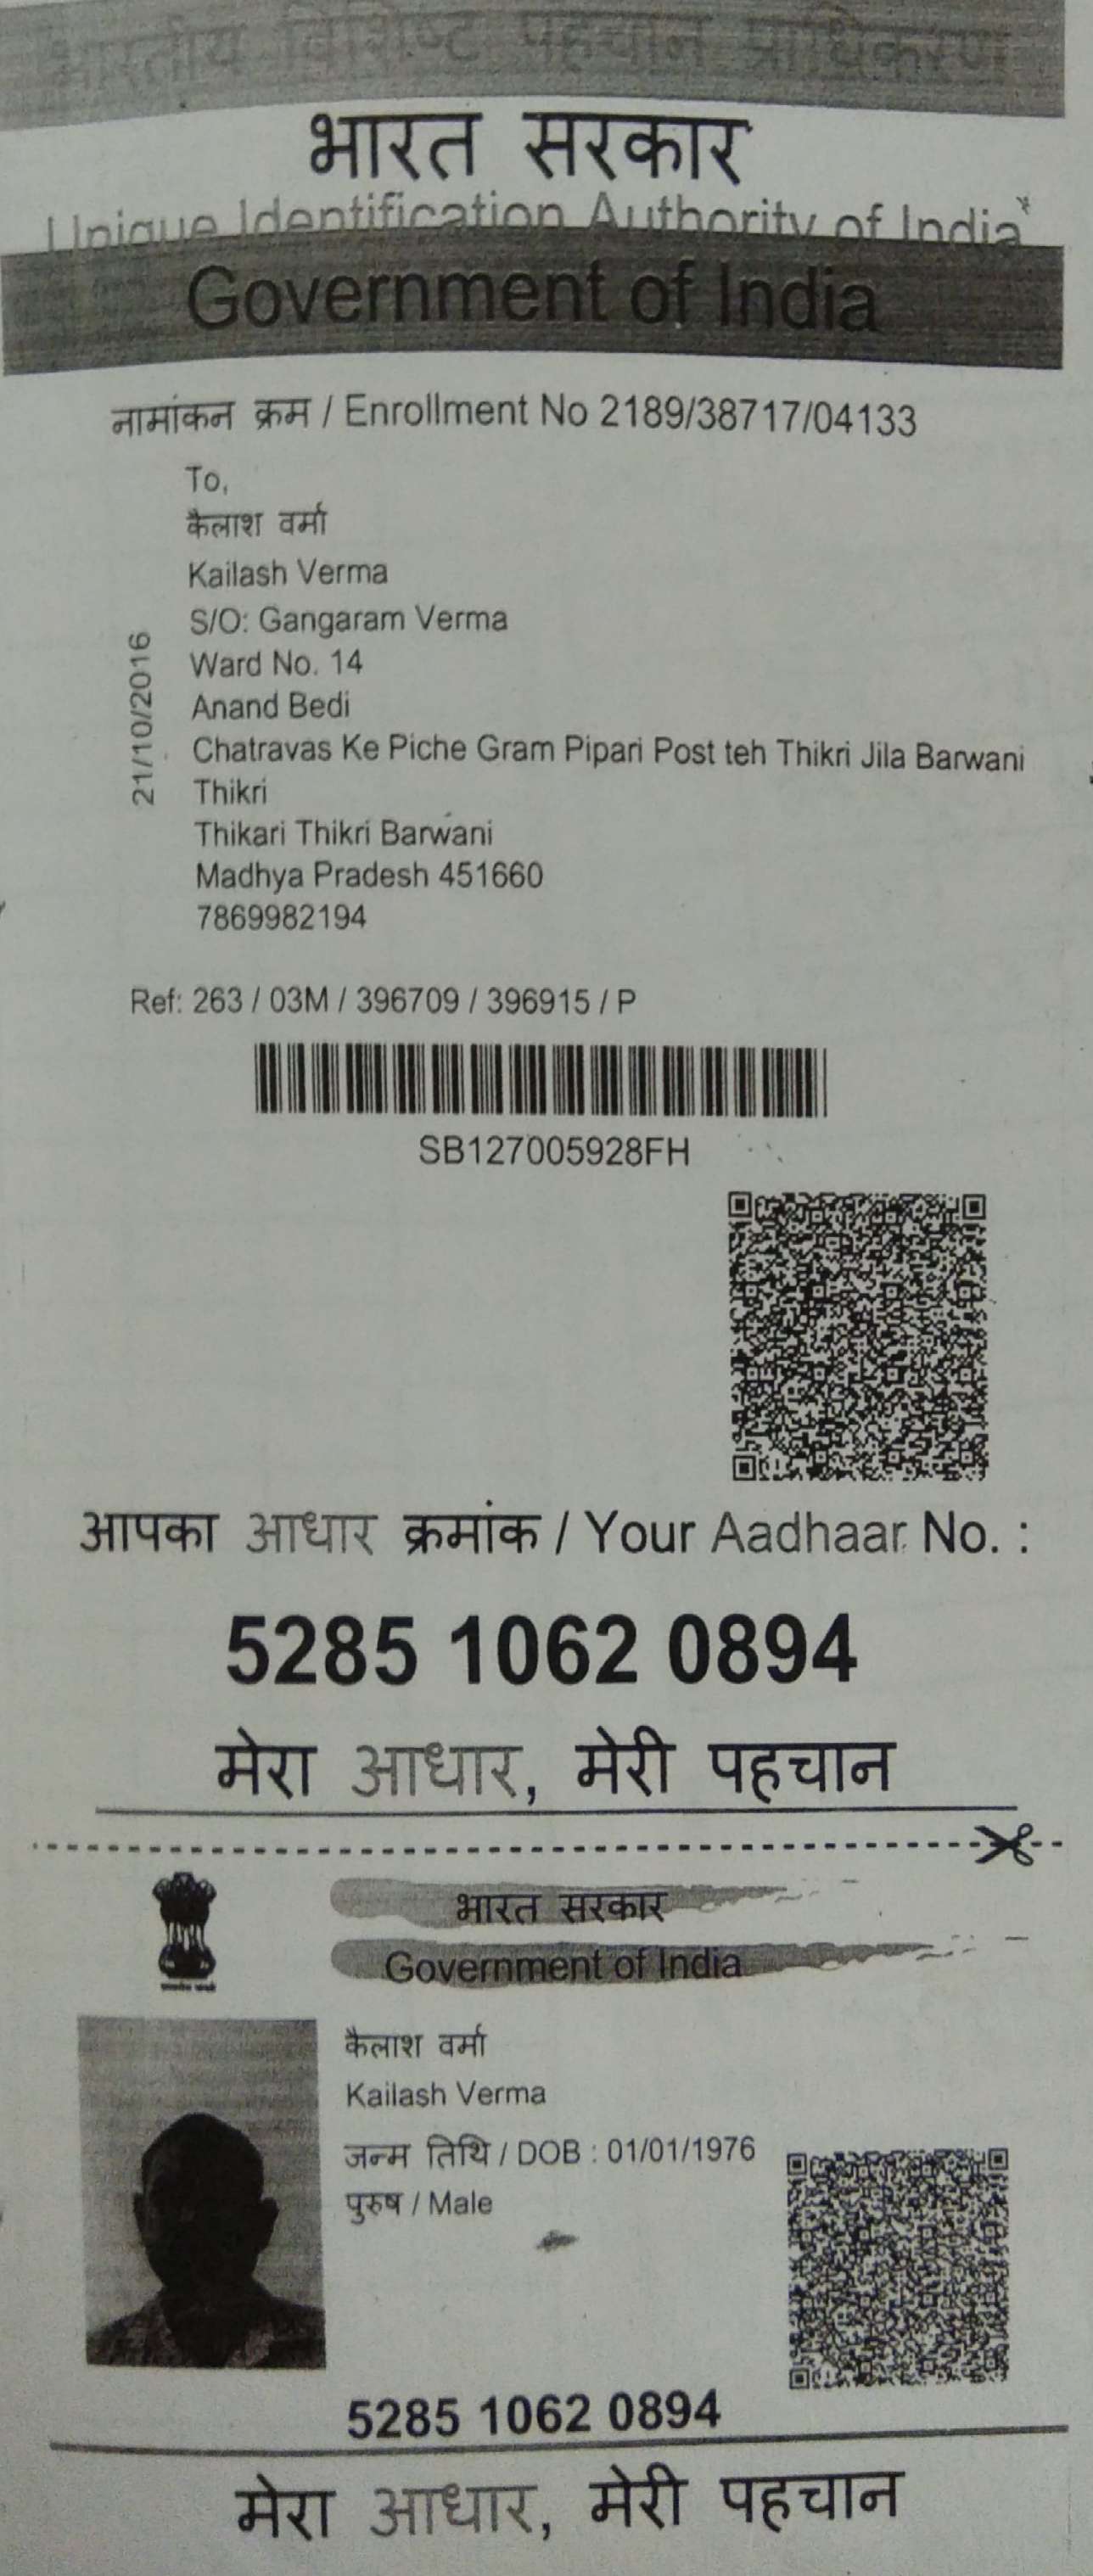 भारतीय विशिष्ट पहचान प्राधिकरण
भारत सरकार
Unique Identification Authority of India
Government of India
नामांकन क्रम / Enrollment No 2189/38717/04133
To,
कैलाश वर्मा
Kailash Verma
S/O: Gangaram Verma
Ward No. 14
Anand Bedi
Chatravas Ke Piche Gram Pipari Post teh Thikri Jila Barwani
Thikri
Thikari Thikri Barwani
Madhya Pradesh 451660
7869982194
21/10/2016
Ref: 263 / 03M / 396709 / 396915 / P
SB127005928FH
आपका आधार क्रमांक / Your Aadhaar No. :
5285 1062 0894
मेरा आधार, मेरी पहचान
भारत सरकार
Government of India
कैलाश वर्मा
Kailash Verma
जन्म तिथि / DOB : 01/01/1976
पुरुष / Male
5285 1062 0894
मेरा आधार, मेरी पहचान